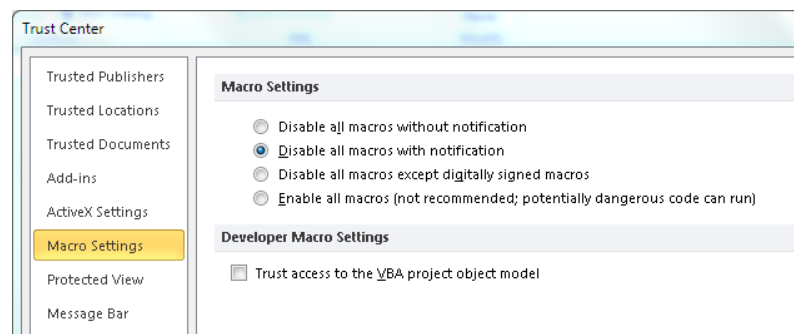 Trust Center
Trusted Publishers
Trusted Locations
Trusted Documents
Add-ins
ActiveX Settings
Macro Settings
Protected View
Message Bar
Macro Settings
Disable all macros without notification
Disable all macros with notification
Disable all macros except digitally signed macros
Enable all macros (not recommended; potentially dangerous code can run)
Developer Macro Settings
Trust access to the VBA project object model